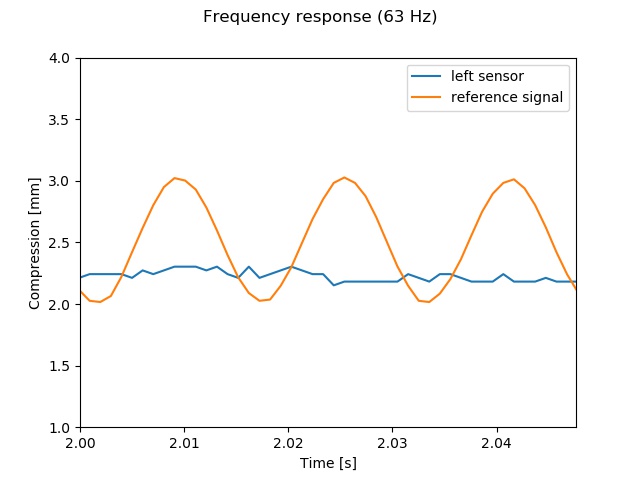 Frequency response (63 Hz)
left sensor
reference signal
4.0
3.5
3.0
2.5
2.0
1.5
1.0
Compression [mm]
2.00
2.01
2.02
2.03
2.04
Time [s]